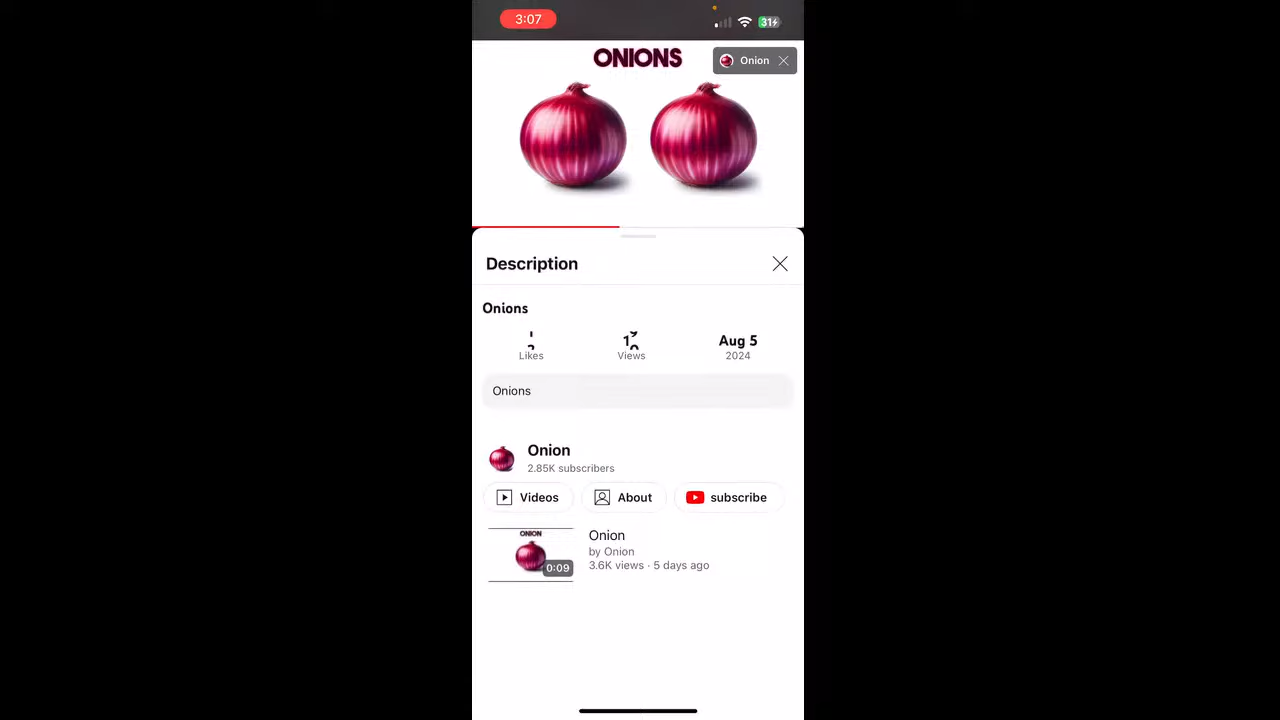 3:07
31
ONIONS
Onion
Description
Onions
Likes
Views
Aug 5
2024
Onions
Onion
2.85K subscribers
Videos
About
subscribe
ONION
0:09
Onion
by Onion
3.6K views · 5 days ago